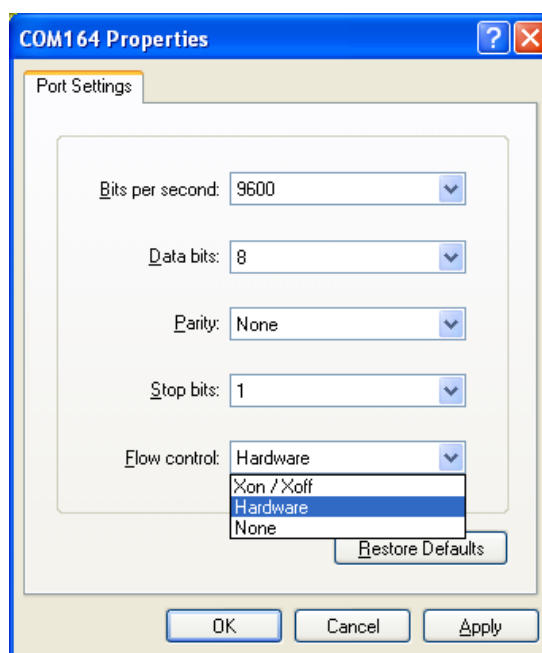 COM164 Properties
Port Settings
Bits per second: 9600
Data bits: 8
Parity: None
Stop bits: 1
Flow control: Hardware
Xon / Xoff
Hardware
None
Restore Defaults
OK Cancel Apply